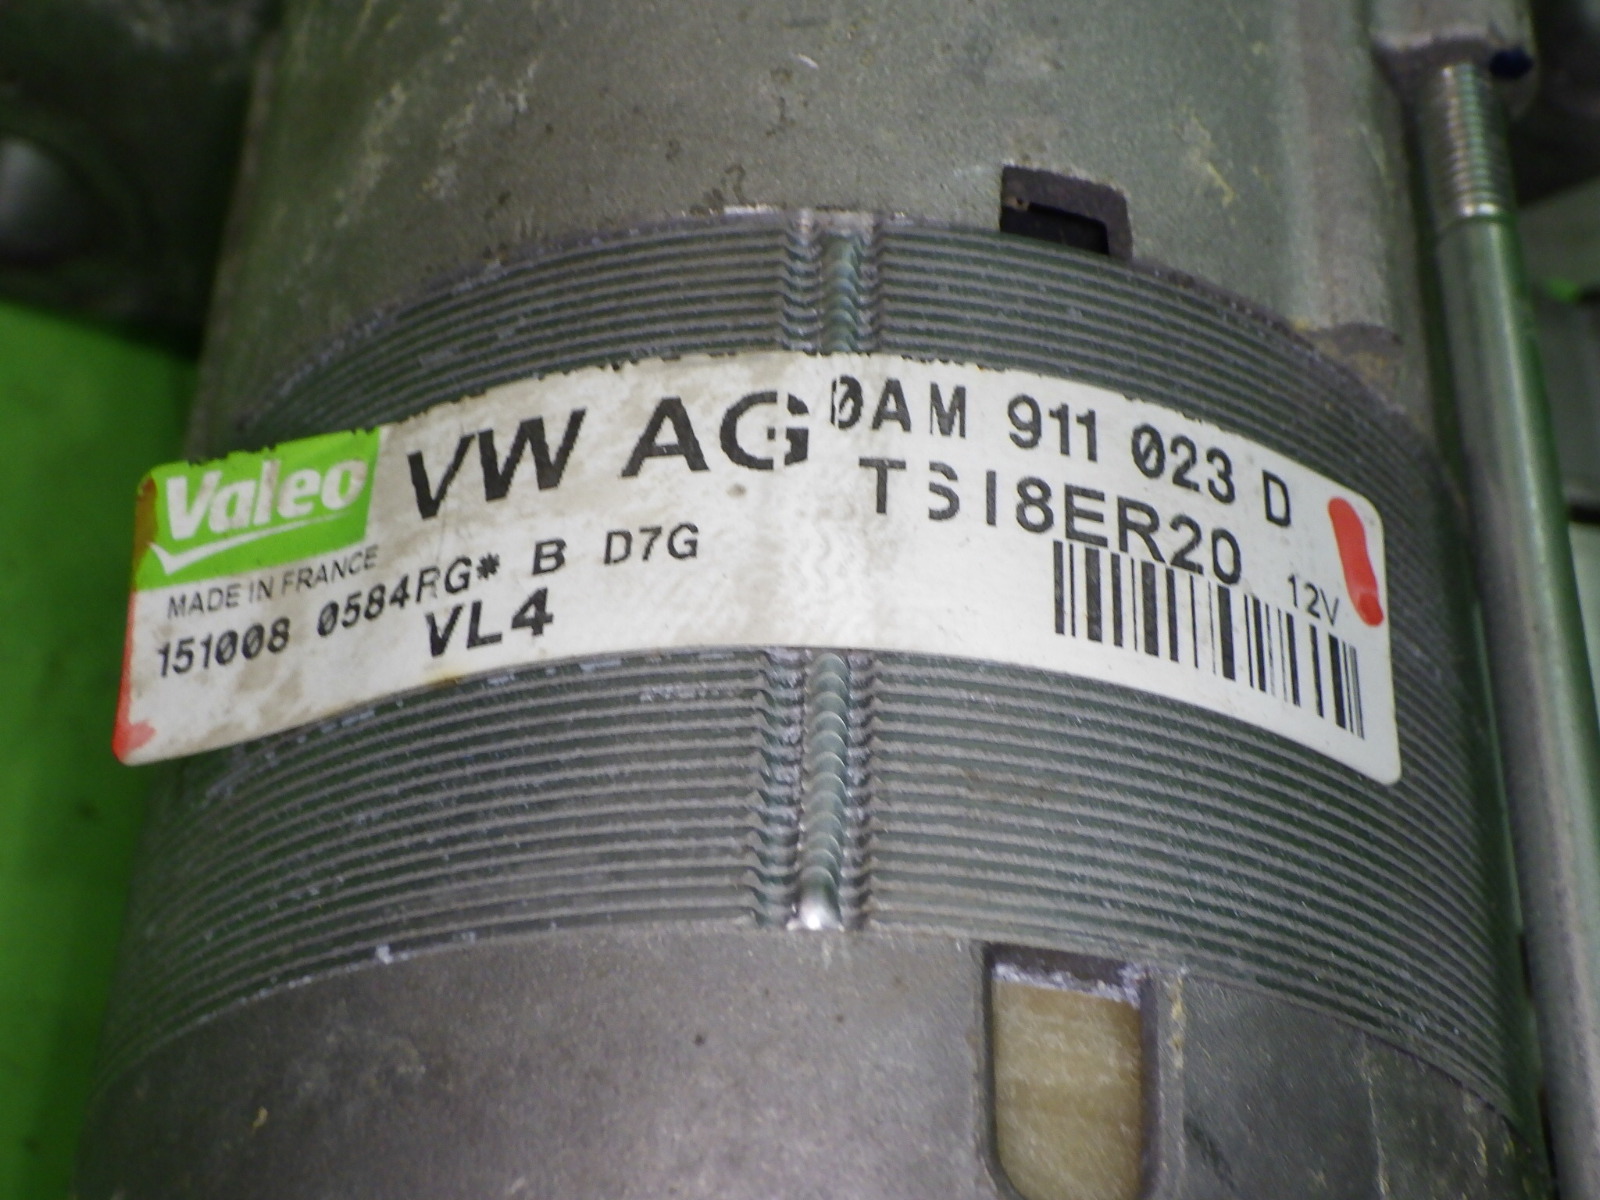 Valeo
VW AG 0AM 911 023 D
TS18ER20
12V
MADE IN FRANCE
151008 0584RG* B D7G
VL4